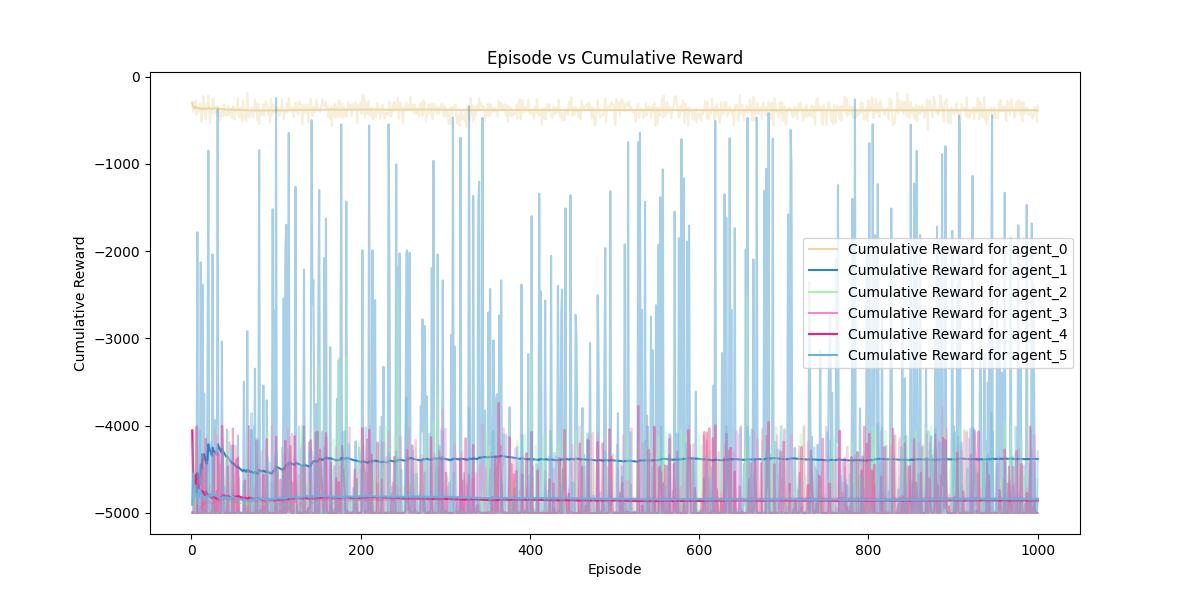 Episode vs Cumulative Reward
0
−1000
−2000
−3000
−4000
−5000
Cumulative Reward
Cumulative Reward for agent_0
Cumulative Reward for agent_1
Cumulative Reward for agent_2
Cumulative Reward for agent_3
Cumulative Reward for agent_4
Cumulative Reward for agent_5
0 200 400 600 800 1000
Episode